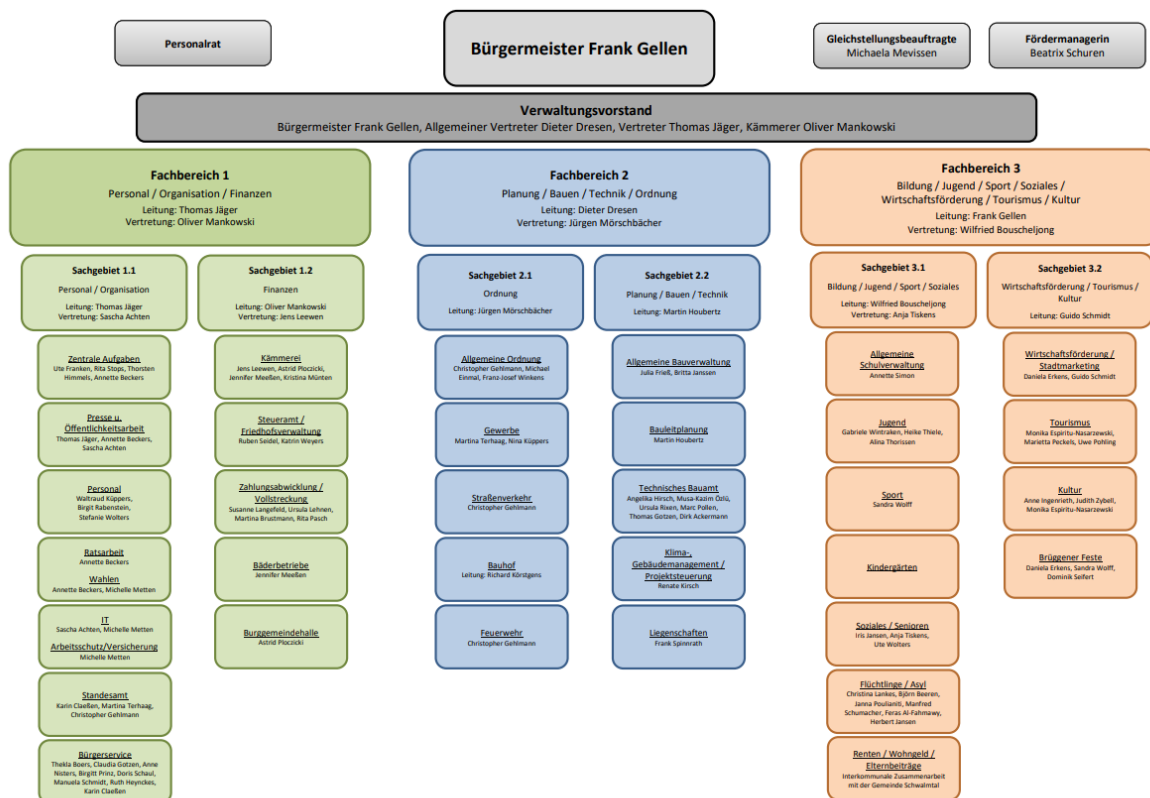 Personalrat
Bürgermeister Frank Gellen
Gleichstellungsbeauftragte
Michaela Mevissen
Fördermanagerin
Beatrix Schuren
Verwaltungsvorstand
Bürgermeister Frank Gellen, Allgemeiner Vertreter Dieter Dresen, Vertreter Thomas Jäger, Kämmerer Oliver Mankowski
Fachbereich 1
Personal / Organisation / Finanzen
Leitung: Thomas Jäger
Vertretung: Oliver Mankowski
Sachgebiet 1.1
Personal / Organisation
Leitung: Thomas Jäger
Vertretung: Sascha Achten
Zentrale Aufgaben
Ute Franken, Rita Stops, Thorsten
Himmels, Annette Beckers
Presse u.
Öffentlichkeitsarbeit
Thomas Jäger, Annette Beckers,
Sascha Achten
Personal
Waltraud Küppers,
Birgit Rabenstein,
Stefanie Wolters
Ratsarbeit
Annette Beckers
Wahlen
Annette Beckers, Michelle Metten
IT
Sascha Achten, Michelle Metten
Arbeitsschutz/Versicherung
Michelle Metten
Standesamt
Karin Claeßen, Martina Terhaag,
Christopher Gehlmann
Bürgerservice
Thekla Boers, Claudia Gotzen, Anne
Nisters, Birgitt Prinz, Doris Schaul,
Manuela Schmidt, Ruth Heynckes,
Karin Claeßen
Sachgebiet 1.2
Finanzen
Leitung: Oliver Mankowski
Vertretung: Jens Leewen
Kämmerei
Jens Leewen, Astrid Ploczicki,
Jennifer Meeßen, Kristina Münten
Steueramt /
Friedhofsverwaltung
Ruben Seidel, Katrin Weyers
Zahlungsabwicklung /
Vollstreckung
Susanne Langefeld, Ursula Lehnen,
Martina Brustmann, Rita Pasch
Bäderbetriebe
Jennifer Meeßen
Burggemeindehalle
Astrid Ploczicki
Fachbereich 2
Planung / Bauen / Technik / Ordnung
Leitung: Dieter Dresen
Vertretung: Jürgen Mörschbächer
Sachgebiet 2.1
Ordnung
Leitung: Jürgen Mörschbächer
Allgemeine Ordnung
Christopher Gehlmann, Michael
Einmal, Franz-Josef Winkens
Gewerbe
Martina Terhaag, Nina Küppers
Straßenverkehr
Christopher Gehlmann
Bauhof
Leitung: Richard Körstgens
Feuerwehr
Christopher Gehlmann
Sachgebiet 2.2
Planung / Bauen / Technik
Leitung: Martin Houbertz
Allgemeine Bauverwaltung
Julia Frieß, Britta Janssen
Bauleitplanung
Martin Houbertz
Technisches Bauamt
Angelika Hirsch, Musa-Kazim Özlü,
Ursula Rixen, Marc Pollen,
Thomas Gotzen, Dirk Ackermann
Klima-,
Gebäudemanagement /
Projektsteuerung
Renate Kirsch
Liegenschaften
Frank Spinnrath
Fachbereich 3
Bildung / Jugend / Sport / Soziales /
Wirtschaftsförderung / Tourismus / Kultur
Leitung: Frank Gellen
Vertretung: Wilfried Bouscheljong
Sachgebiet 3.1
Bildung / Jugend / Sport / Soziales
Leitung: Wilfried Bouscheljong
Vertretung: Anja Tiskens
Allgemeine
Schulverwaltung
Annette Simon
Jugend
Gabriele Wintraken, Heike Thiele,
Alina Thorissen
Sport
Sandra Wolff
Kindergärten
Soziales / Senioren
Iris Jansen, Anja Tiskens,
Ute Wolters
Flüchtlinge / Asyl
Christina Lankes, Björn Beeren,
Janna Poulianiti, Manfred
Schumacher, Feras Al-Fahmawy,
Herbert Jansen
Renten / Wohngeld /
Elternbeiträge
Interkommunale Zusammenarbeit
mit der Gemeinde Schwalmtal
Sachgebiet 3.2
Wirtschaftsförderung / Tourismus /
Kultur
Leitung: Guido Schmidt
Wirtschaftsförderung /
Stadtmarketing
Daniela Erkens, Guido Schmidt
Tourismus
Monika Espiritu-Nasarzewski,
Marietta Peckels, Uwe Pohling
Kultur
Anne Ingenrieth, Judith Zybell,
Monika Espiritu-Nasarzewski
Brüggener Feste
Daniela Erkens, Sandra Wolff,
Dominik Seifert